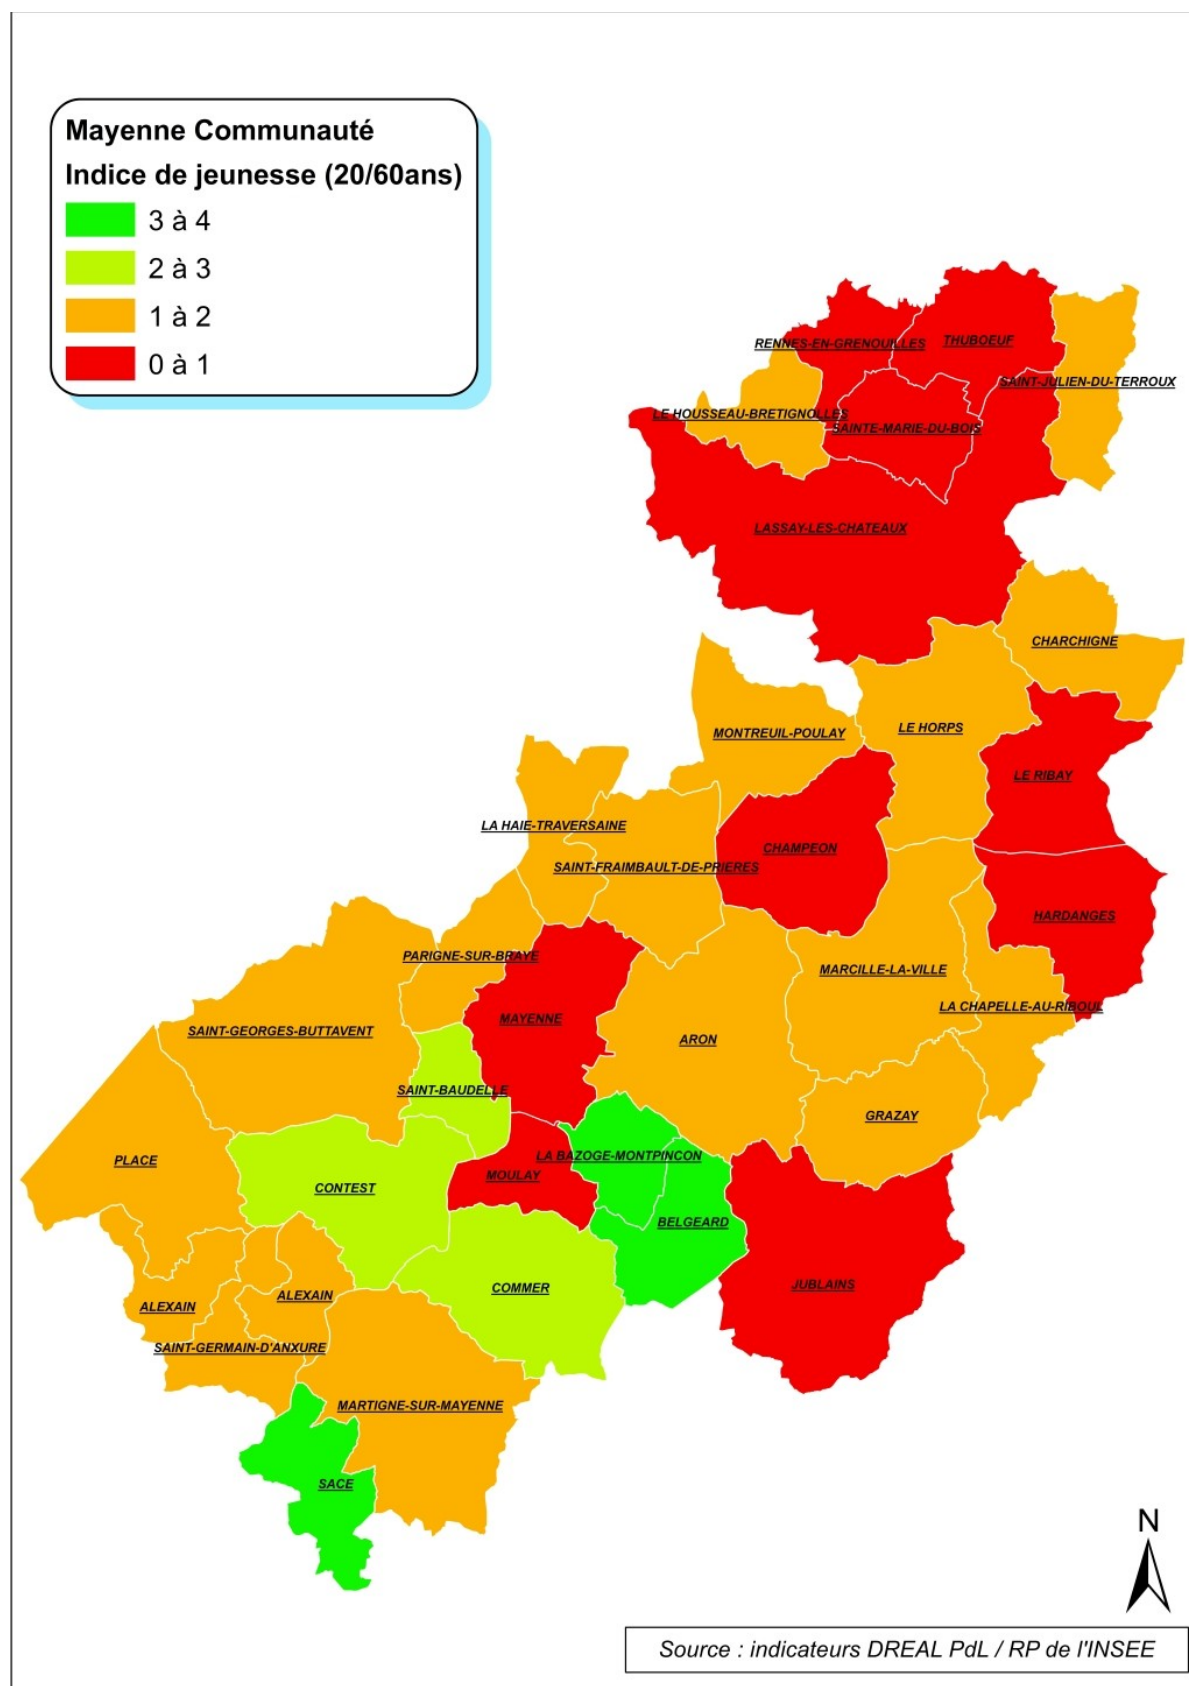 Mayenne Communauté
Indice de jeunesse (20/60ans)
3 à 4
2 à 3
1 à 2
0 à 1
RENNES-EN-GRENOUILLES
THUBOEUF
SAINT-JULIEN-DU-TERROUX
LE HOUSSEAU-BRETIGNOLLES
SAINTE-MARIE-DU-BOIS
LASSAY-LES-CHATEAUX
CHARCHIGNE
MONTREUIL-POULAY
LE HORPS
LE RIBAY
LA HAIE-TRAVERSAINE
CHAMPEON
SAINT-FRAIMBAULT-DE-PRIERES
HARDANGES
PARIGNE-SUR-BRAYE
MARCILLE-LA-VILLE
LA CHAPELLE-AU-RIBOUL
MAYENNE
SAINT-GEORGES-BUTTAVENT
ARON
SAINT-BAUDELLE
GRAZAY
PLACE
LA BAZOGE-MONTPINCON
MOULAY
CONTEST
BELGEARD
COMMER
JUBLAINS
ALEXAIN
ALEXAIN
SAINT-GERMAIN-D'ANXURE
MARTIGNE-SUR-MAYENNE
SACE
N
Source : indicateurs DREAL PdL / RP de l'INSEE